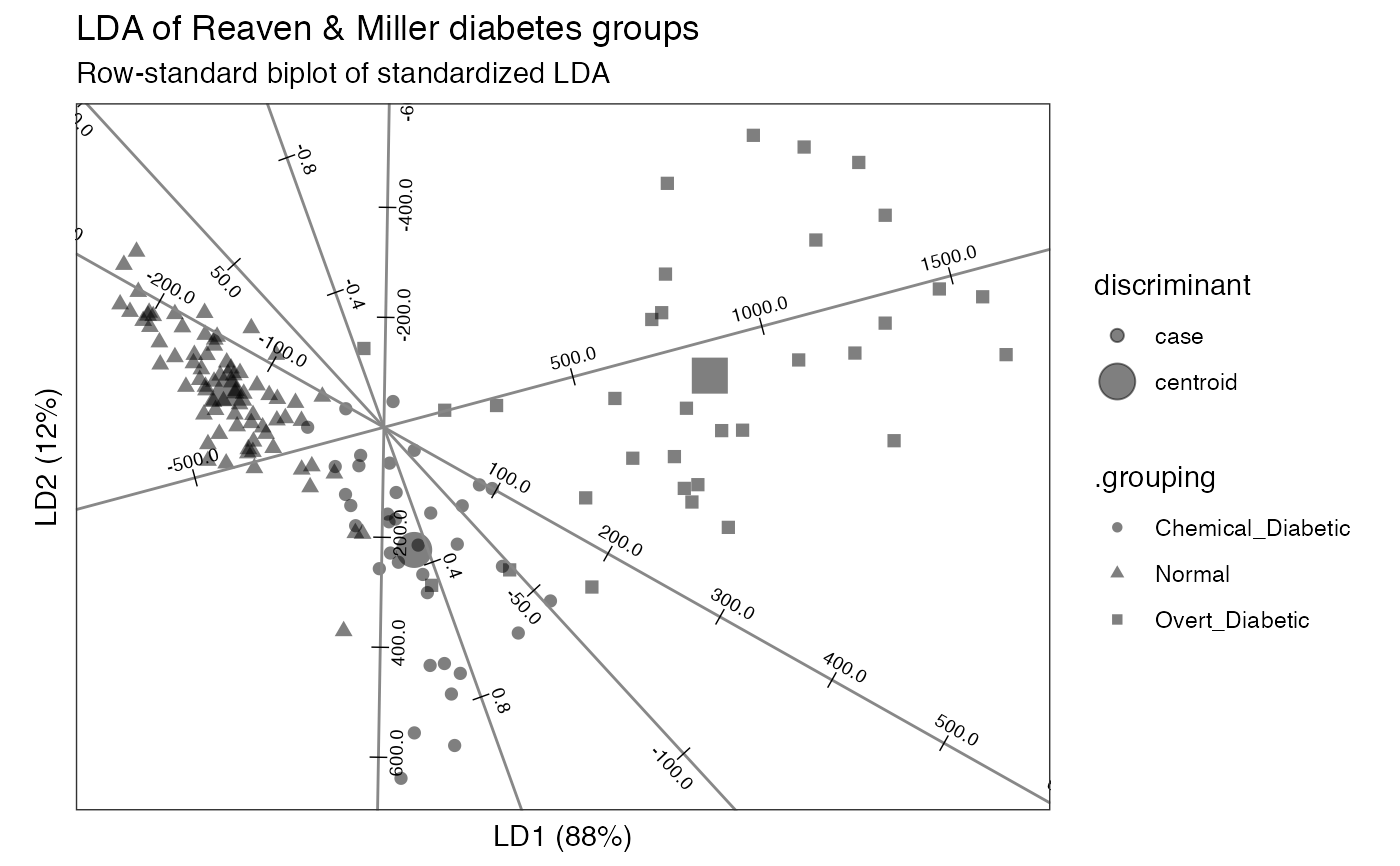 LDA of Reaven & Miller diabetes groups
Row-standard biplot of standardized LDA
-0.8
-400.0
-200.0
50.0
-0.4
-200.0
-100.0
1500.0
1000.0
500.0
-500.0
100.0
200.0
200.0
0.4
-50.0
300.0
400.0
400.0
0.8
500.0
600.0
-100.0
LD2 (12%)
LD1 (88%)
discriminant
case
centroid
.grouping
Chemical_Diabetic
Normal
Overt_Diabetic